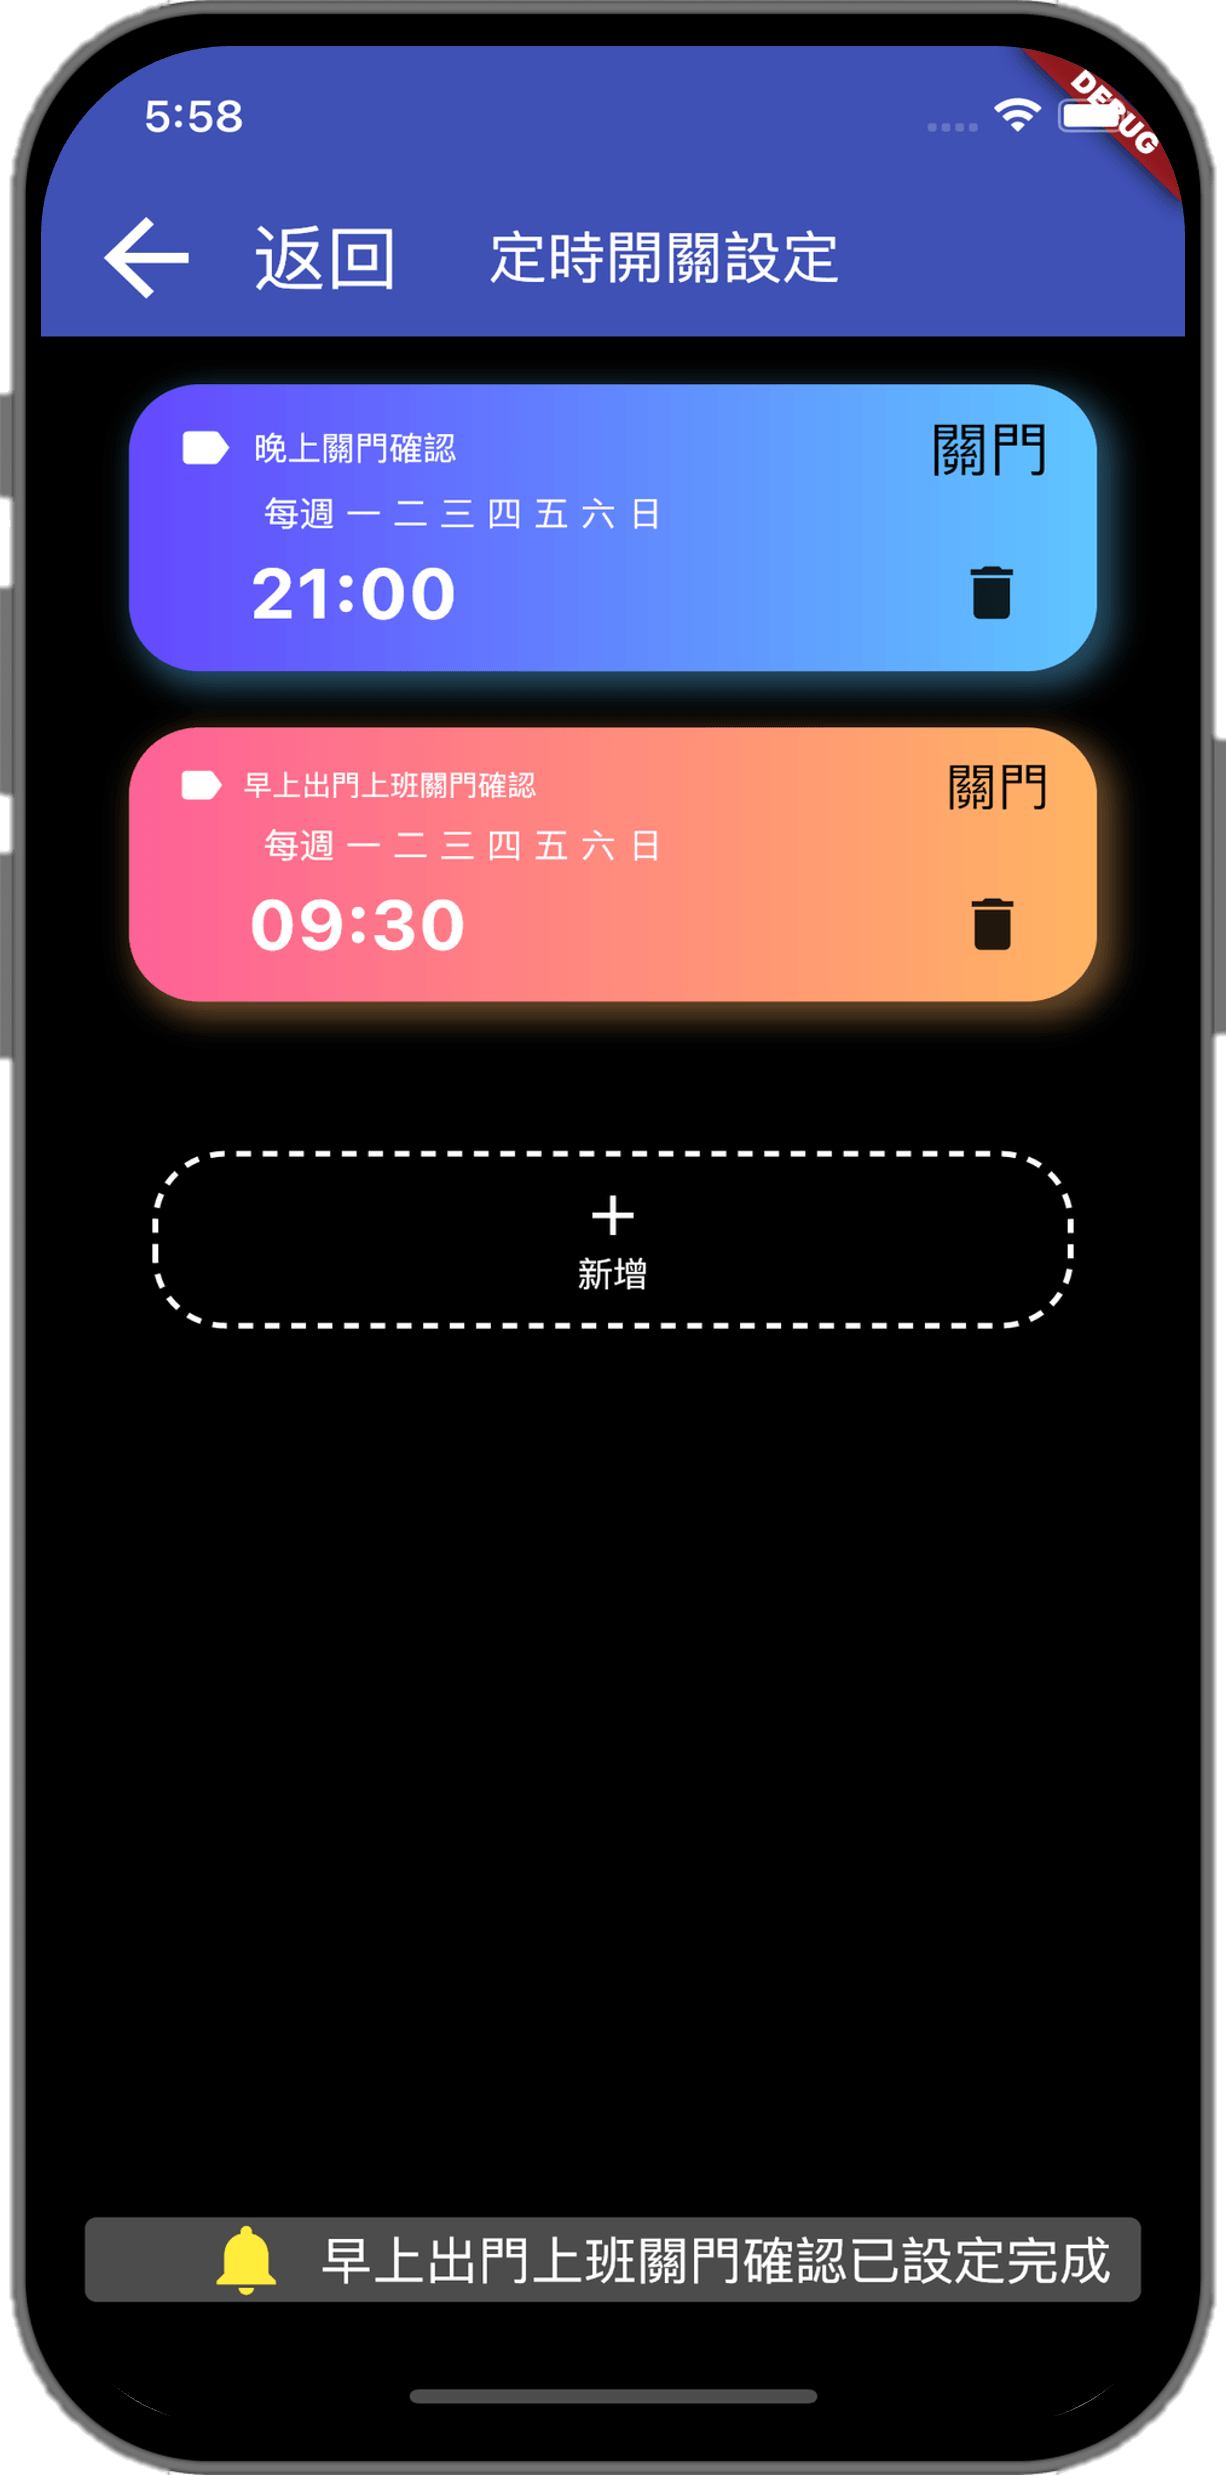 5:58
DEBUG
返回 定時開關設定
晚上關門確認 關門
每週 一 二 三 四 五 六 日
21:00
早上出門上班關門確認 關門
每週 一 二 三 四 五 六 日
09:30
新增
早上出門上班關門確認已設定完成